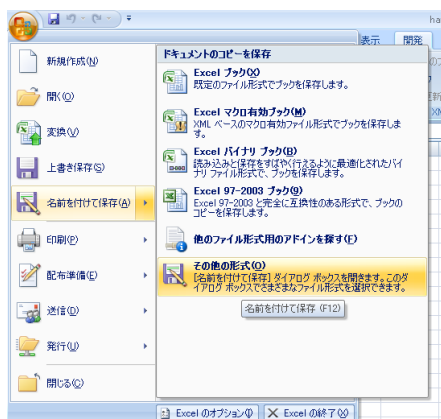 ha
表示 開発
新規作成(N)
開く(O)
変換(V)
上書き保存(S)
名前を付けて保存(A)
印刷(P)
配布準備(E)
送信(D)
発行(U)
閉じる(C)
ドキュメントのコピーを保存
Excel ブック(X)
既定のファイル形式でブックを保存します。
Excel マクロ有効ブック(M)
XML ベースのマクロ有効ファイル形式でブックを保存しま
す。
Excel バイナリ ブック(B)
読み込みと保存をすばやく行えるように最適化されたバイ
ナリ ファイル形式で、ブックを保存します。
Excel 97-2003 ブック(9)
Excel 97-2003 と完全に互換性のある形式で、ブックの
コピーを保存します。
他のファイル形式用のアドインを探す(F)
その他の形式(O)
[名前を付けて保存] ダイアログ ボックスを開きます。このダ
イアログ ボックスでさまざまなファイル形式を選択できます。
名前を付けて保存 (F12)
Excel のオプション(I) Excel の終了(X)